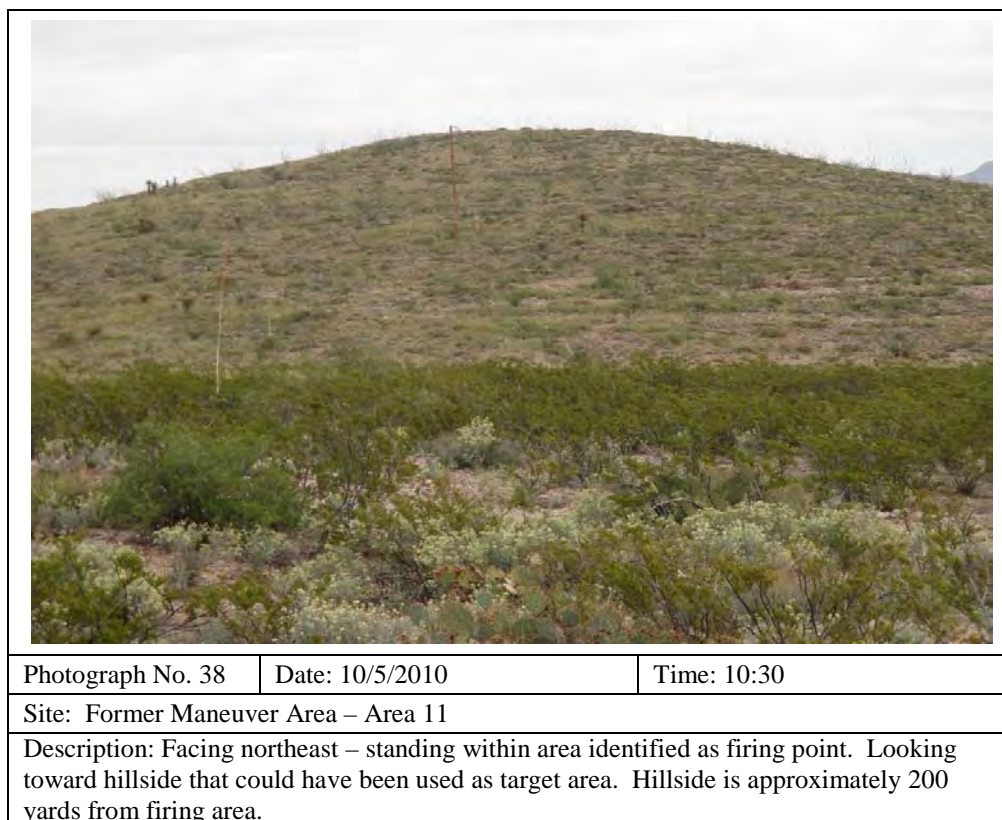 Photograph No. 38 Date: 10/5/2010 Time: 10:30
Site: Former Maneuver Area – Area 11
Description: Facing northeast – standing within area identified as firing point. Looking
toward hillside that could have been used as target area. Hillside is approximately 200
yards from firing area.